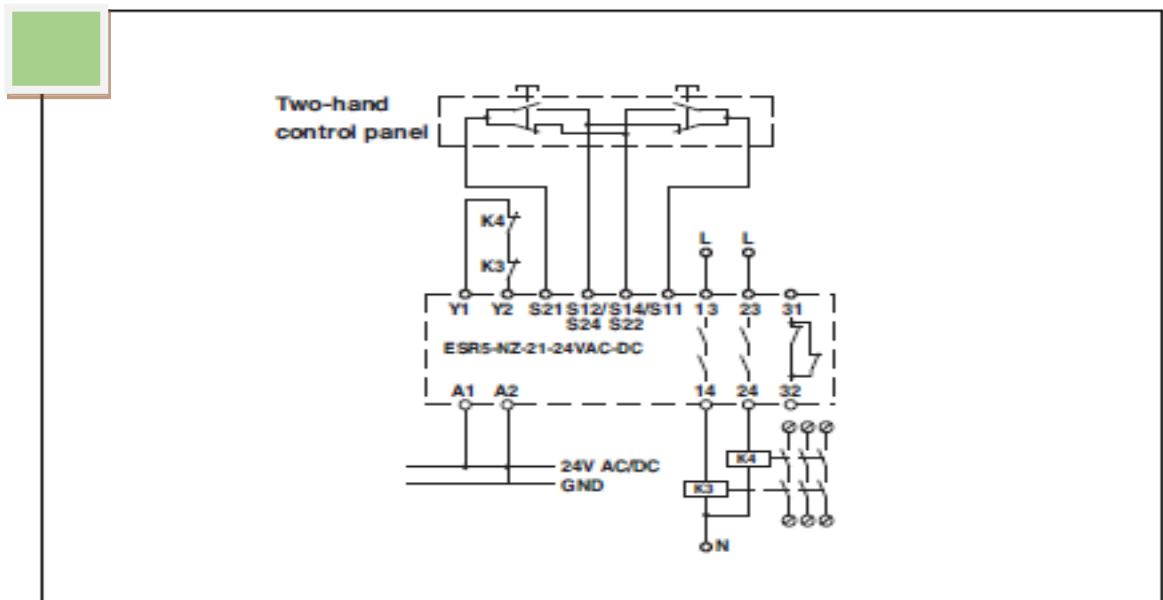 Two-hand
control panel
K4
K3
L L
Y1 Y2 S21 S12/S14/S11 13 23 31
S24 S22
ESR5-NZ-21-24VAC-DC
A1 A2 14 24 32
24V AC/DC
GND
K4
K3
N